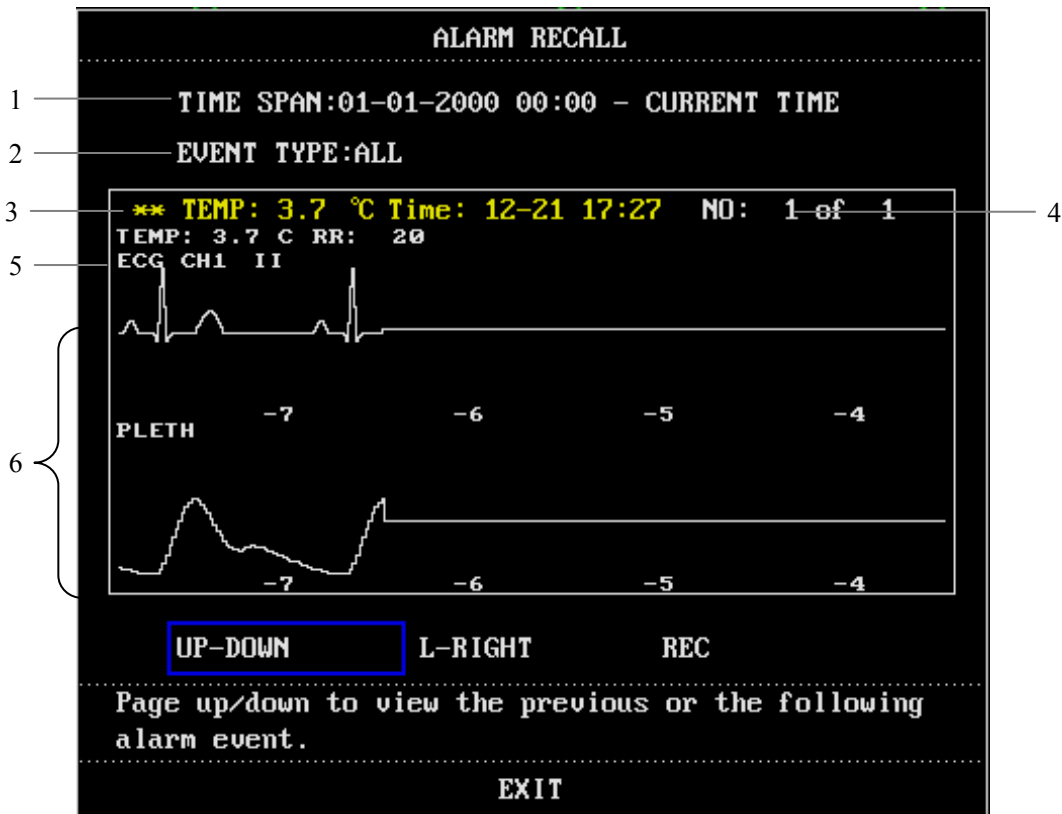 ALARM RECALL
1 TIME SPAN:01-01-2000 00:00 - CURRENT TIME
2 EVENT TYPE:ALL
3 ** TEMP: 3.7 ℃ Time: 12-21 17:27 NO: 1 of 1 4
TEMP: 3.7 C RR: 20
5 ECG CH1 II
-7 -6 -5 -4
PLETH
6
-7 -6 -5 -4
UP-DOWN L-RIGHT REC
Page up/down to view the previous or the following
alarm event.
EXIT